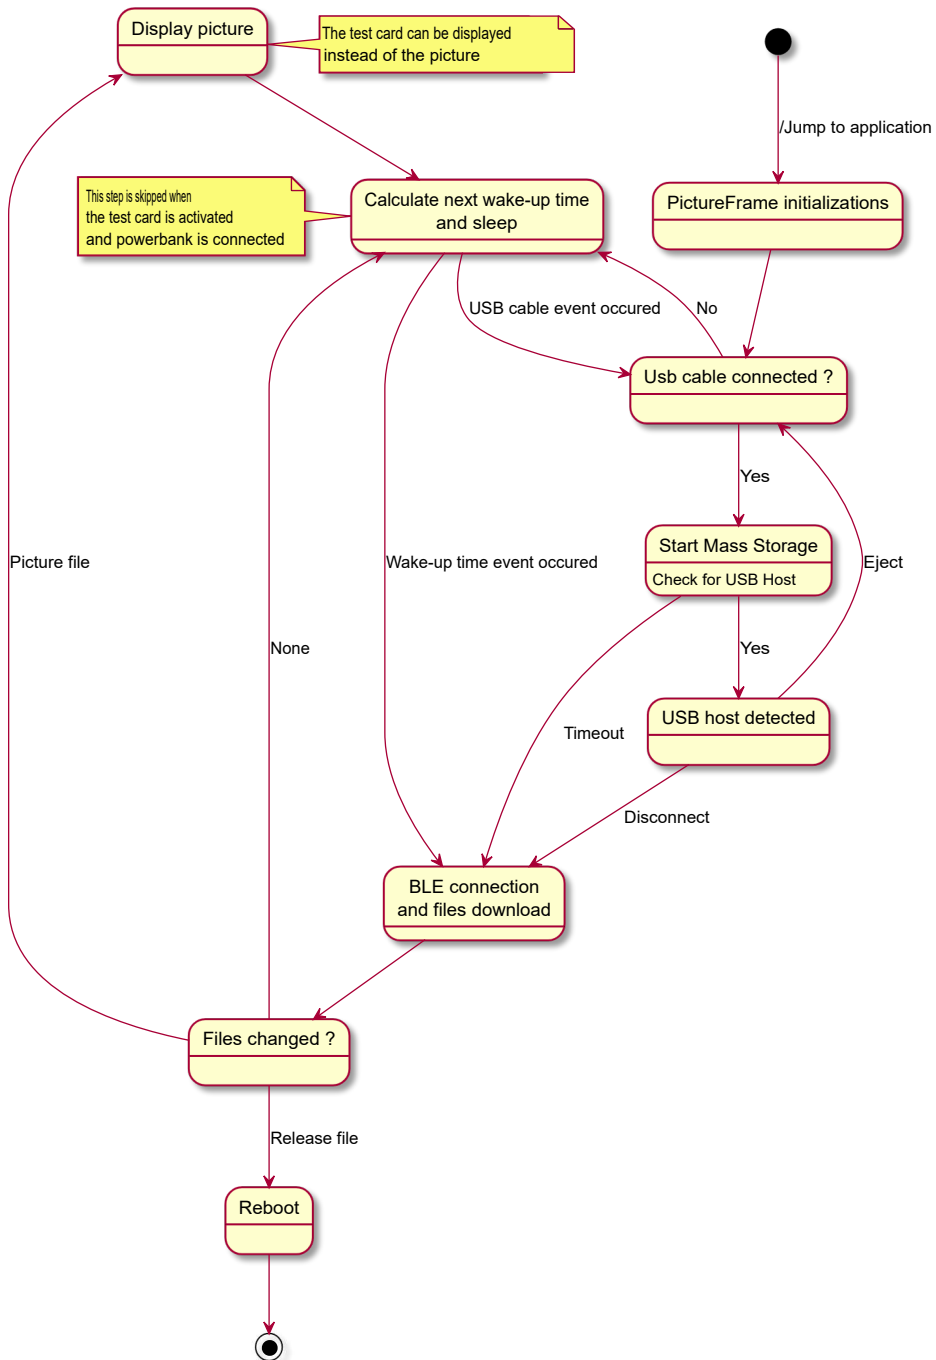 Display picture
The test card can be displayed
instead of the picture
/Jump to application
This step is skipped when
the test card is activated
and powerbank is connected
Calculate next wake-up time
and sleep
PictureFrame initializations
USB cable event occured
No
Usb cable connected ?
Yes
Start Mass Storage
Check for USB Host
Picture file
Wake-up time event occured
Eject
None
Yes
USB host detected
Timeout
Disconnect
BLE connection
and files download
Files changed ?
Release file
Reboot